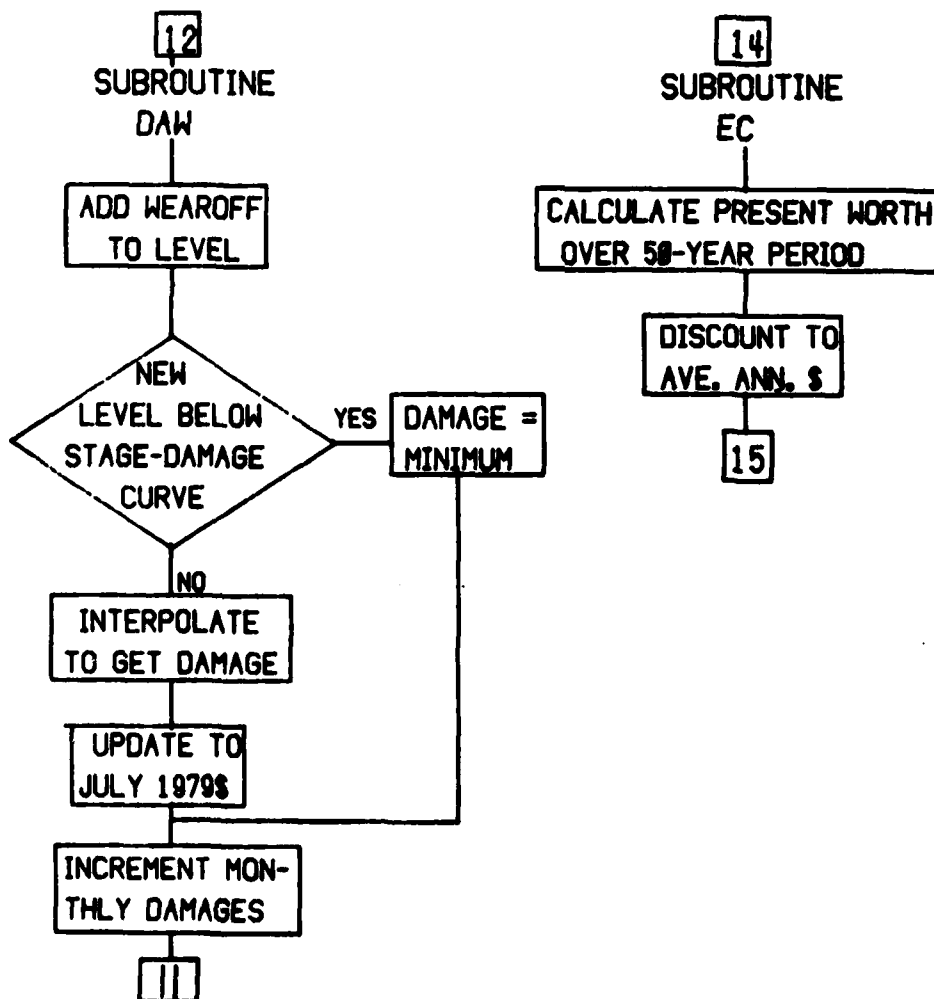 12
SUBROUTINE
DAW
ADD WEAROFF
TO LEVEL
NEW
LEVEL BELOW
STAGE-DAMAGE
CURVE
YES
DAMAGE =
MINIMUM
NO
INTERPOLATE
TO GET DAMAGE
UPDATE TO
JULY 1979$
INCREMENT MON-
THLY DAMAGES
11
14
SUBROUTINE
EC
CALCULATE PRESENT WORTH
OVER 50-YEAR PERIOD
DISCOUNT TO
AVE. ANN. $
15